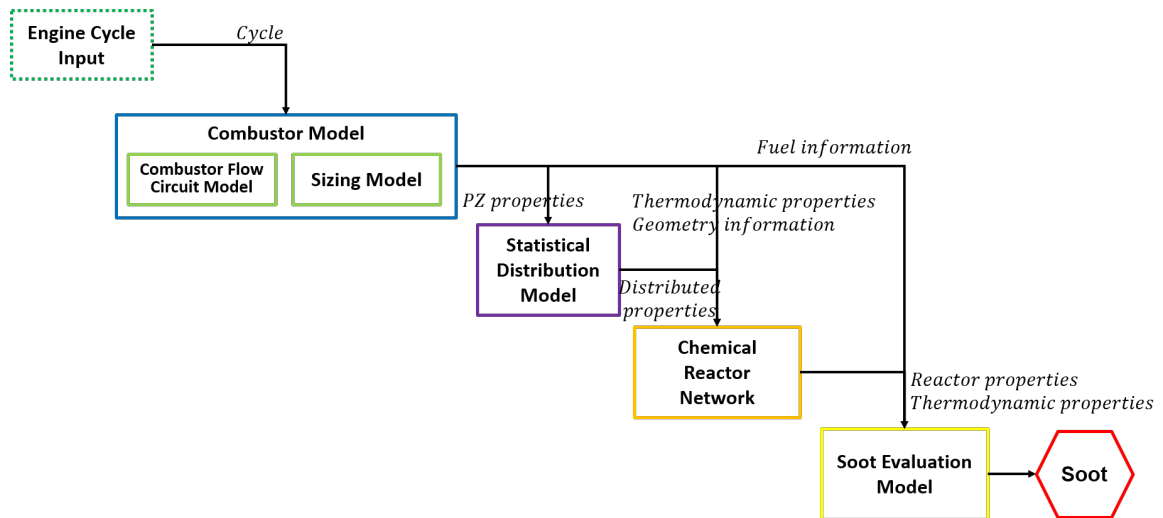 Engine Cycle
Input
Cycle
Combustor Model
Combustor Flow
Circuit Model
Sizing Model
Fuel information
PZ properties
Thermodynamic properties
Geometry information
Statistical
Distribution
Model
Distributed
properties
Chemical
Reactor
Network
Reactor properties
Thermodynamic properties
Soot Evaluation
Model
Soot